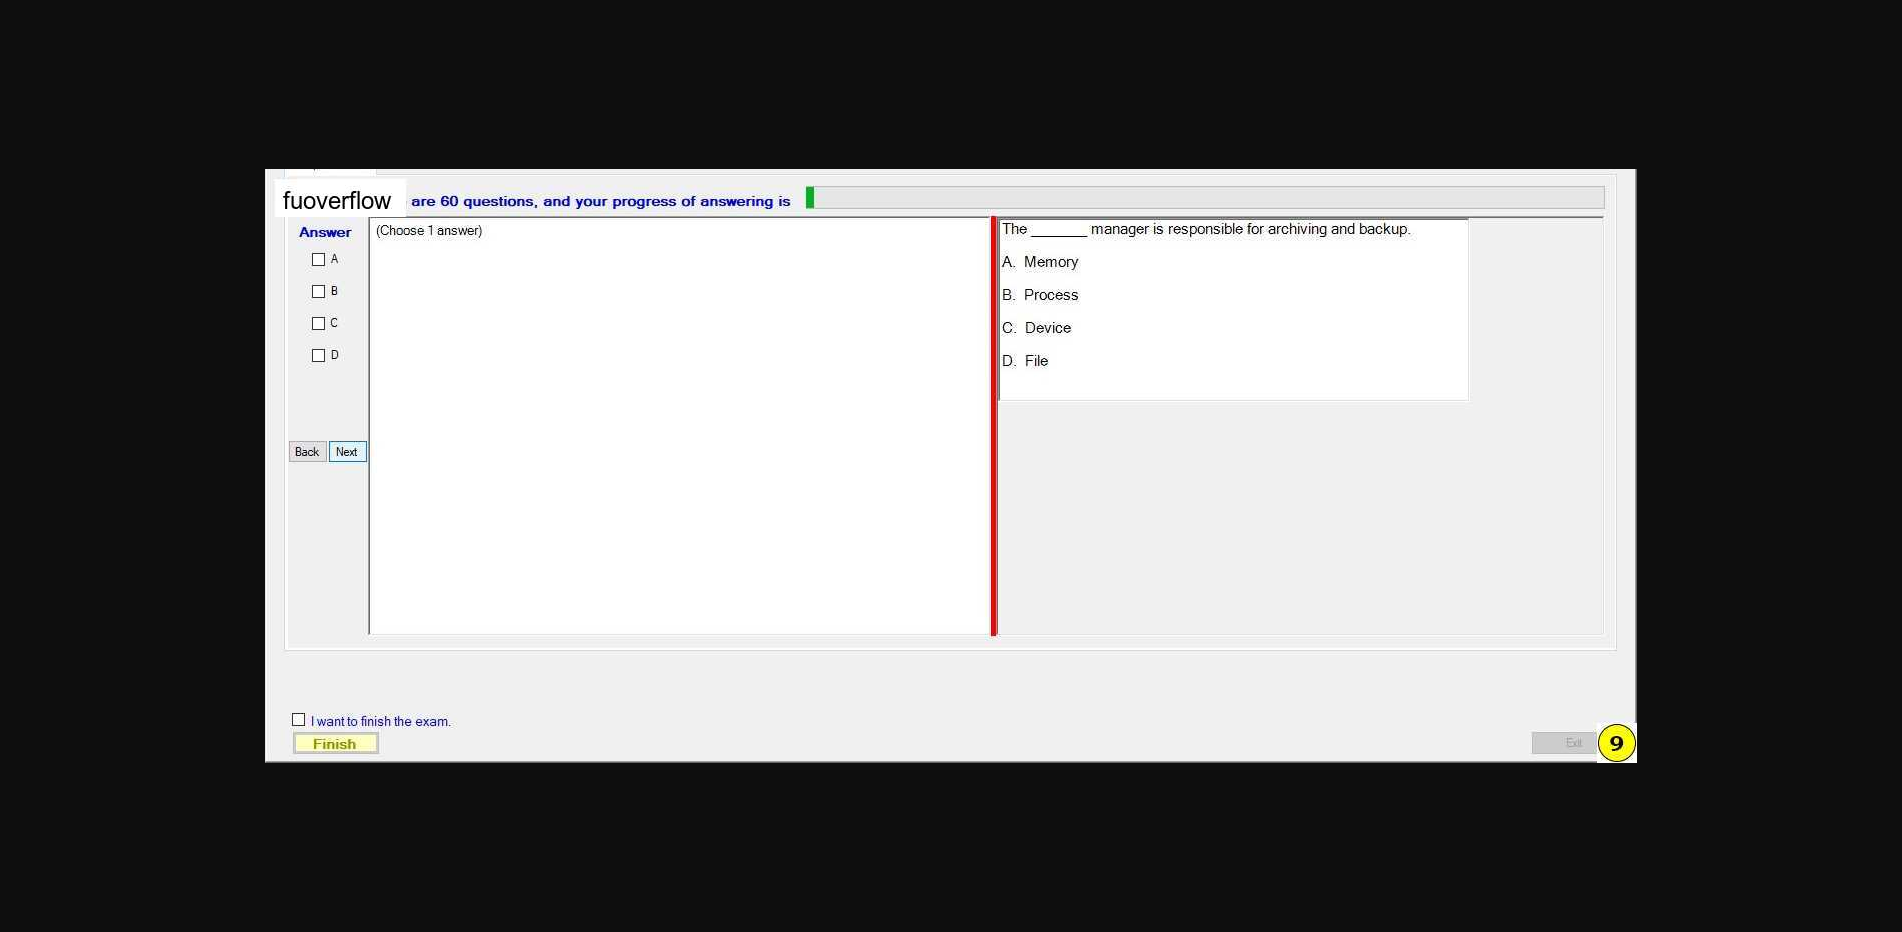 fuoverflow are 60 questions, and your progress of answering is
Answer
A
B
C
D
Back Next
(Choose 1 answer)
The _______ manager is responsible for archiving and backup.
A. Memory
B. Process
C. Device
D. File
I want to finish the exam.
Finish
Exit
9